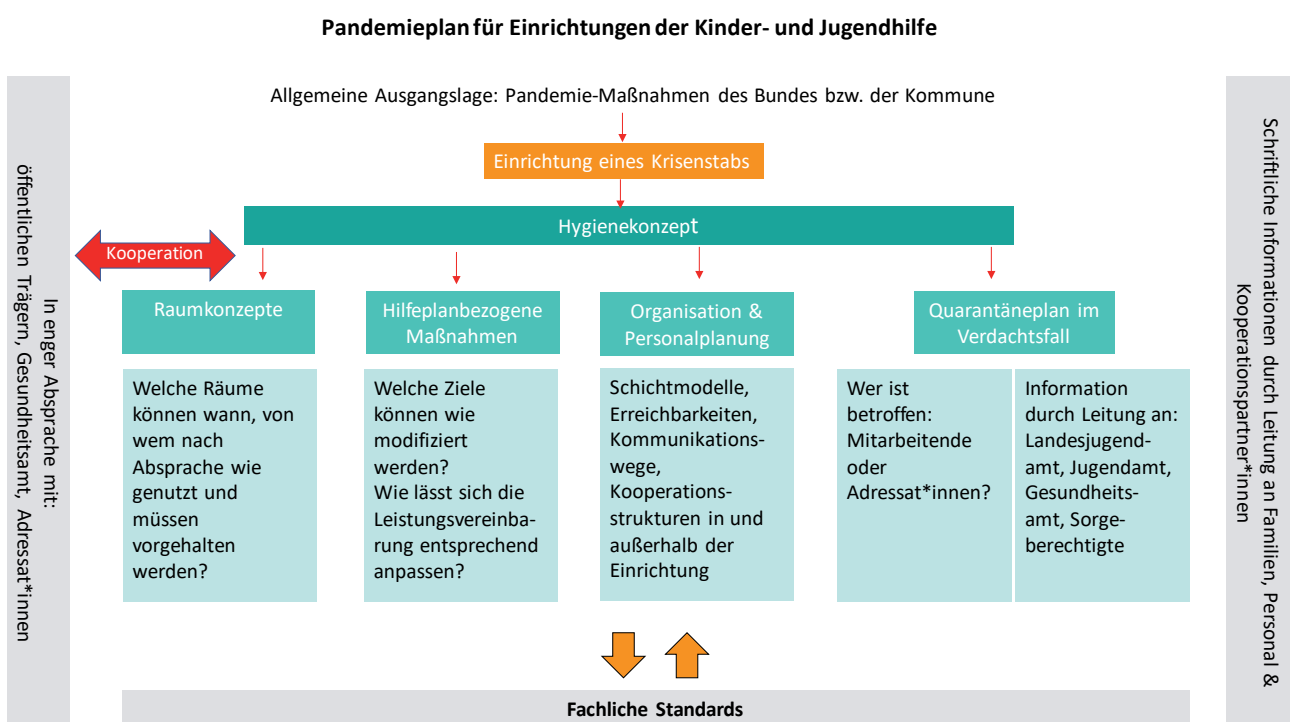 Pandemieplan für Einrichtungen der Kinder- und Jugendhilfe
Allgemeine Ausgangslage: Pandemie-Maßnahmen des Bundes bzw. der Kommune
Einrichtung eines Krisenstabs
Hygienekonzept
Kooperation
In enger Absprache mit:
öffentlichen Trägern, Gesundheitsamt, Adressat*innen
Raumkonzepte
Welche Räume
können wann, von
wem nach
Absprache wie
genutzt und
müssen
vorgehalten
werden?
Hilfeplanbezogene
Maßnahmen
Welche Ziele
können wie
modifiziert
werden?
Wie lässt sich die
Leistungsvereinba-
rung entsprechend
anpassen?
Organisation &
Personalplanung
Schichtmodelle,
Erreichbarkeiten,
Kommunikations-
wege,
Kooperations-
strukturen in und
außerhalb der
Einrichtung
Quarantäneplan im
Verdachtsfall
Wer ist
betroffen:
Mitarbeitende
oder
Adressat*innen?
Information
durch Leitung an:
Landesjugend-
amt, Jugendamt,
Gesundheits-
amt, Sorge-
berechtigte
Schriftliche Informationen durch Leitung an Familien, Personal &
Kooperationspartner*innen
Fachliche Standards